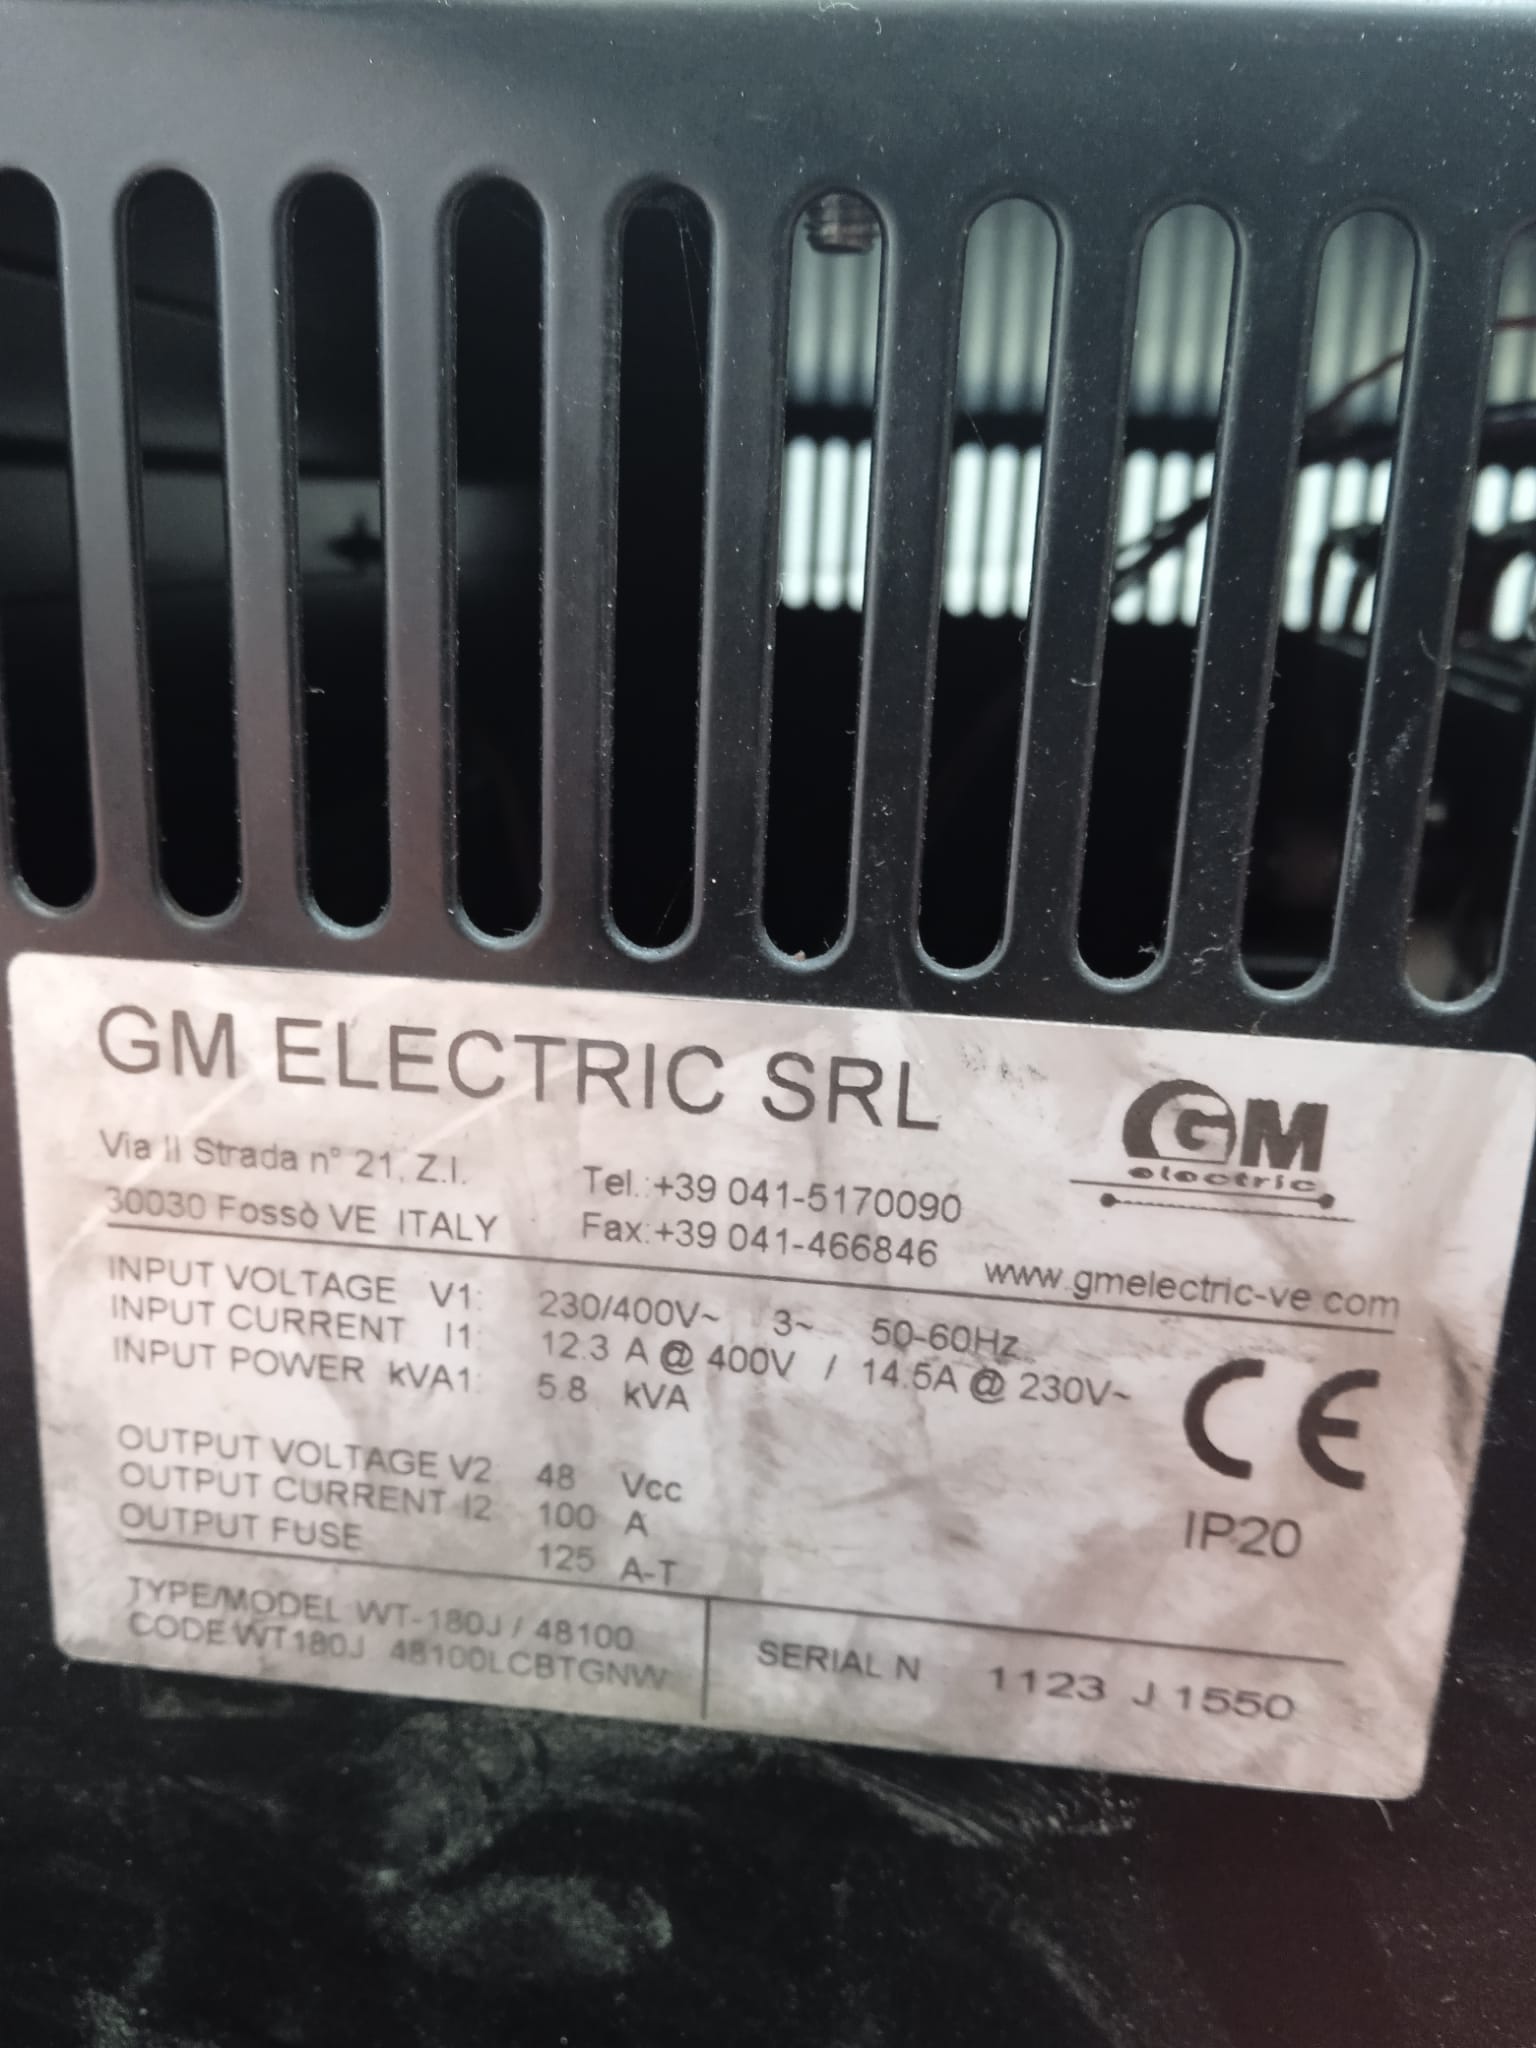 GM ELECTRIC SRL
GM
electric
Via II Strada n° 21, Z.I.
30030 Fossò VE ITALY
Tel.:+39 041-5170090
Fax:+39 041-466846
www.gmelectric-ve.com
INPUT VOLTAGE V1: 230/400V~ 3~ 50-60Hz
INPUT CURRENT I1: 12.3 A @ 400V / 14.5A @ 230V~
INPUT POWER kVA1: 5.8 kVA
CE
OUTPUT VOLTAGE V2 48 Vcc
OUTPUT CURRENT I2 100 A
OUTPUT FUSE 125 A-T
IP20
TYPE/MODEL WT-180J / 48100
CODE WT180J 48100LCBTGNW
SERIAL N 1123 J 1550